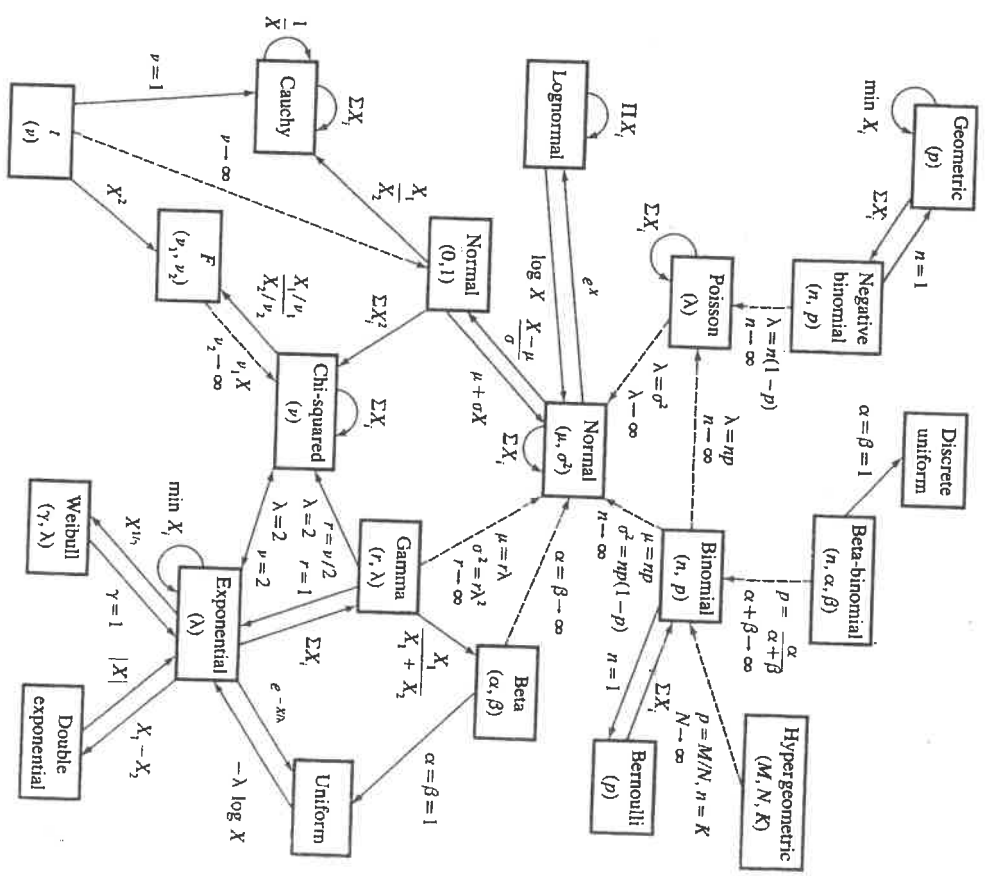 Geometric
(p)
min X_i
ΣX_i
n = 1
Negative
binomial
(n, p)
λ = n(1 − p)
n → ∞
Poisson
(λ)
ΣX_i
λ = σ²
λ → ∞
λ = np
n → ∞
Discrete
uniform
α = β = 1
Beta-binomial
(n, α, β)
p = α/(α+β)
α + β → ∞
Binomial
(n, p)
μ = np
σ² = np(1 − p)
n → ∞
n = 1
ΣX_i
Bernoulli
(p)
p = M/N, n = K
N → ∞
Hypergeometric
(M, N, K)
Lognormal
ΠX_i
e^X
log X
Normal
(μ, σ²)
ΣX_i
(X − μ)/σ
μ + σX
Normal
(0, 1)
ΣX_i²
X_1/X_2
Cauchy
ΣX_i
1/X
ν = 1
ν → ∞
t
(ν)
X²
F
(ν_1, ν_2)
(X_1/ν_1)/(X_2/ν_2)
ν_1X
ν_2 → ∞
Chi-squared
(ν)
ΣX_i
r = ν/2
λ = 2
λ = 2
ν = 2
μ = rλ
σ² = rλ²
r → ∞
α = β → ∞
Gamma
(r, λ)
r = 1
ΣX_i
X_1/(X_1 + X_2)
Beta
(α, β)
α = β = 1
Exponential
(λ)
min X_i
e^(−X/λ)
−λ log X
Uniform
X^(1/γ)
γ = 1
Weibull
(γ, λ)
|X|
X_1 − X_2
Double
exponential